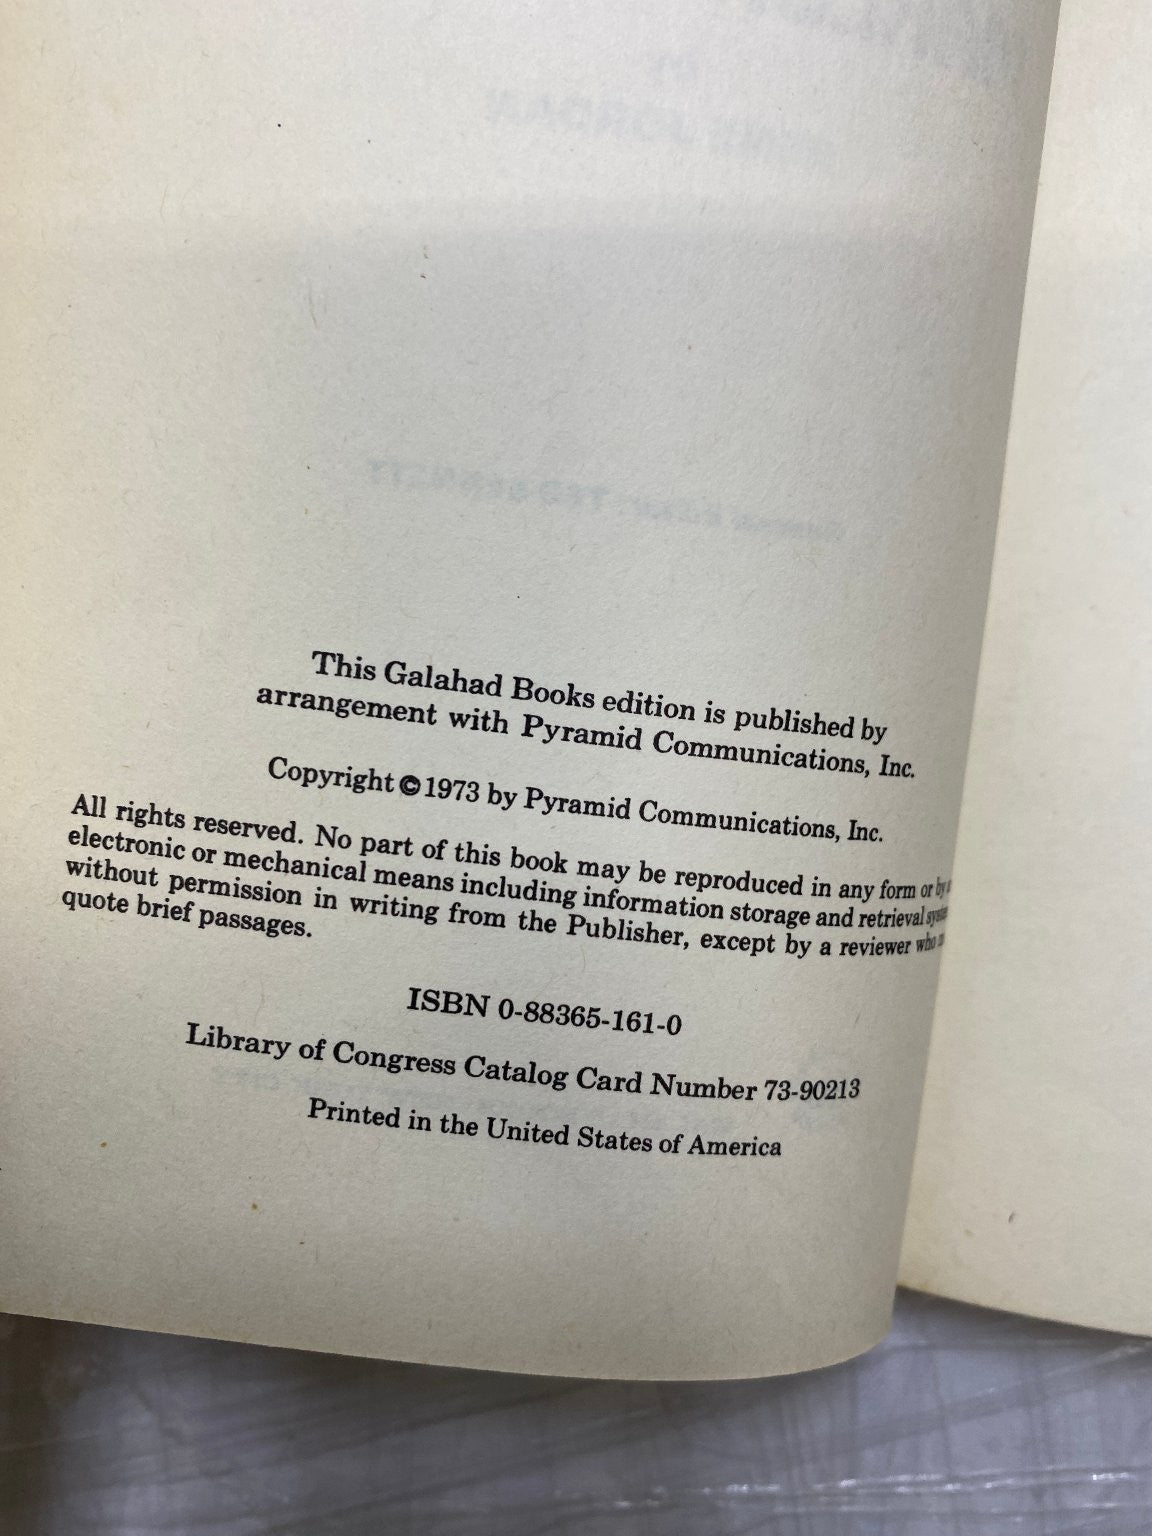 This Galahad Books edition is published by
arrangement with Pyramid Communications, Inc.
Copyright © 1973 by Pyramid Communications, Inc.
All rights reserved. No part of this book may be reproduced in any form or by
electronic or mechanical means including information storage and retrieval
without permission in writing from the Publisher, except by a reviewer who
quote brief passages.
ISBN 0-88365-161-0
Library of Congress Catalog Card Number 73-90213
Printed in the United States of America